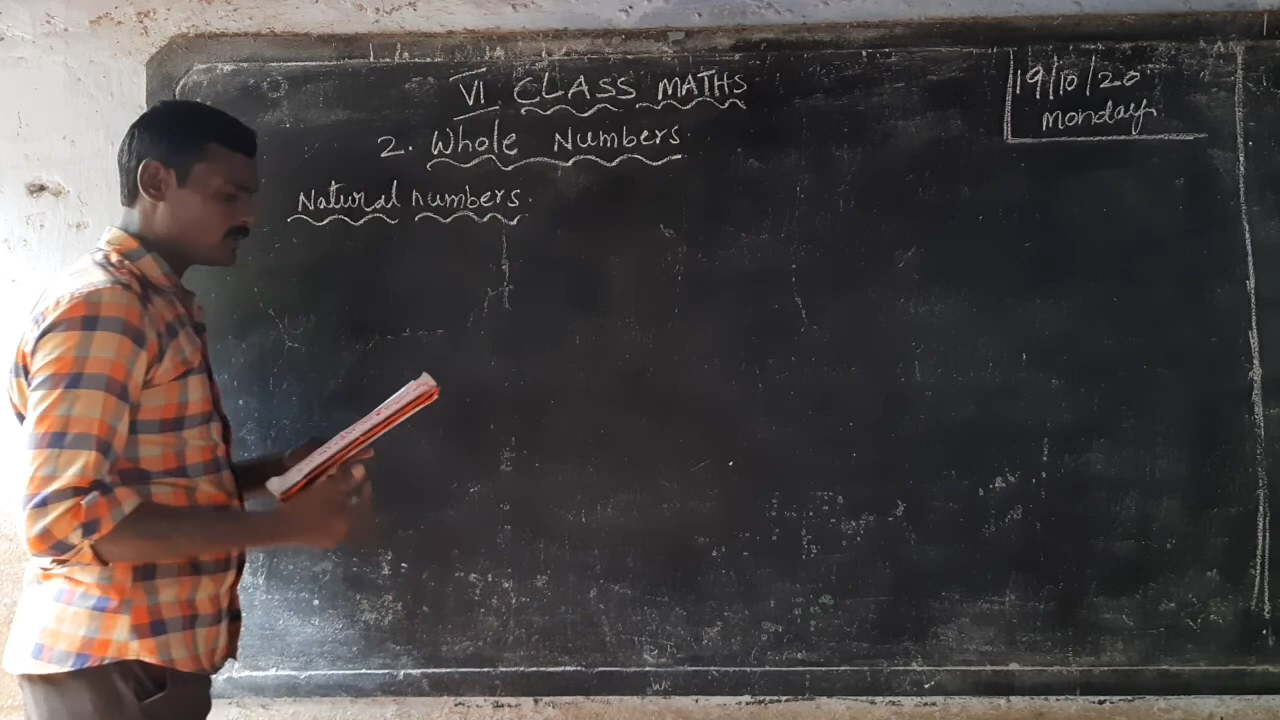 VI CLASS MATHS
19/10/20
Monday
2. Whole Numbers
Natural numbers